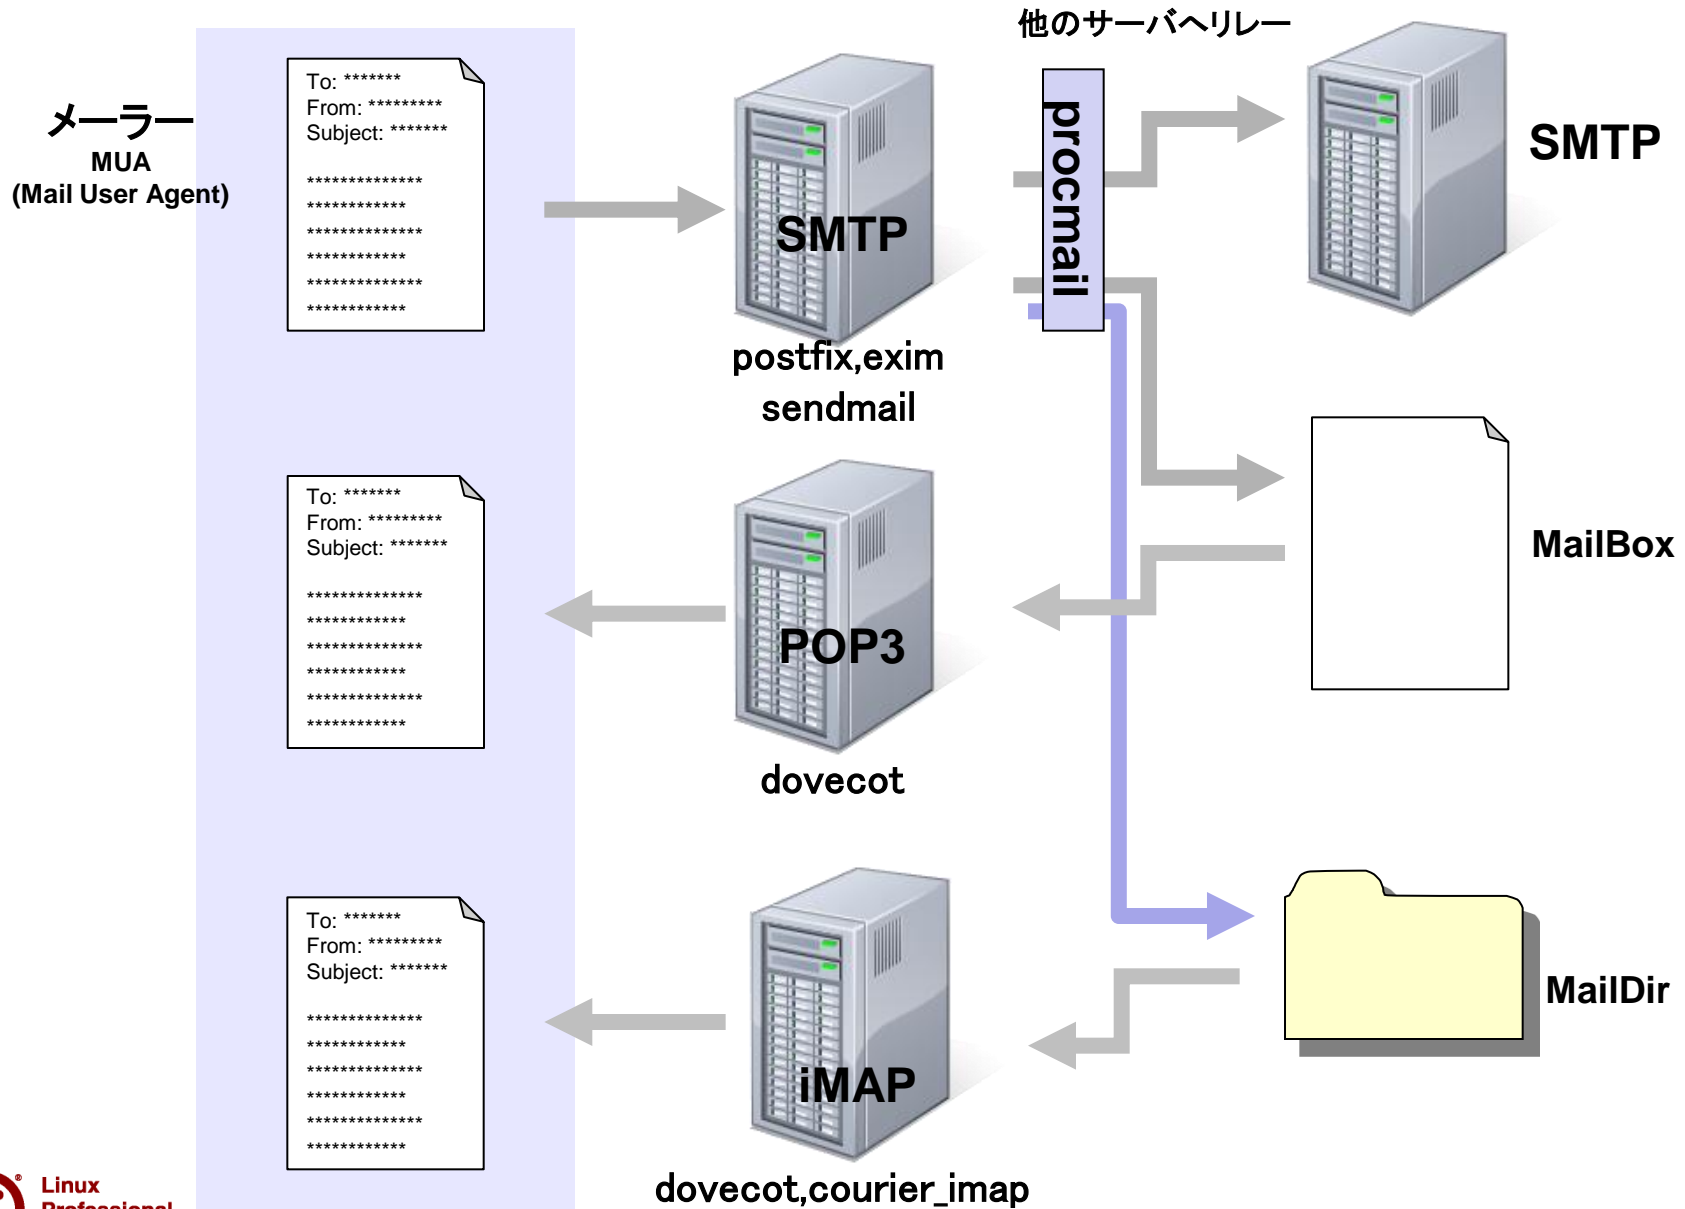 他のサーバへリレー
メーラー
MUA
(Mail User Agent)
To: *******
From: *********
Subject: *******
**************
************
**************
************
**************
************
SMTP
postfix,exim
sendmail
procmail
SMTP
To: *******
From: *********
Subject: *******
**************
************
**************
************
**************
************
POP3
dovecot
MailBox
To: *******
From: *********
Subject: *******
**************
************
**************
************
**************
************
iMAP
dovecot,courier_imap
MailDir
Linux
Professional